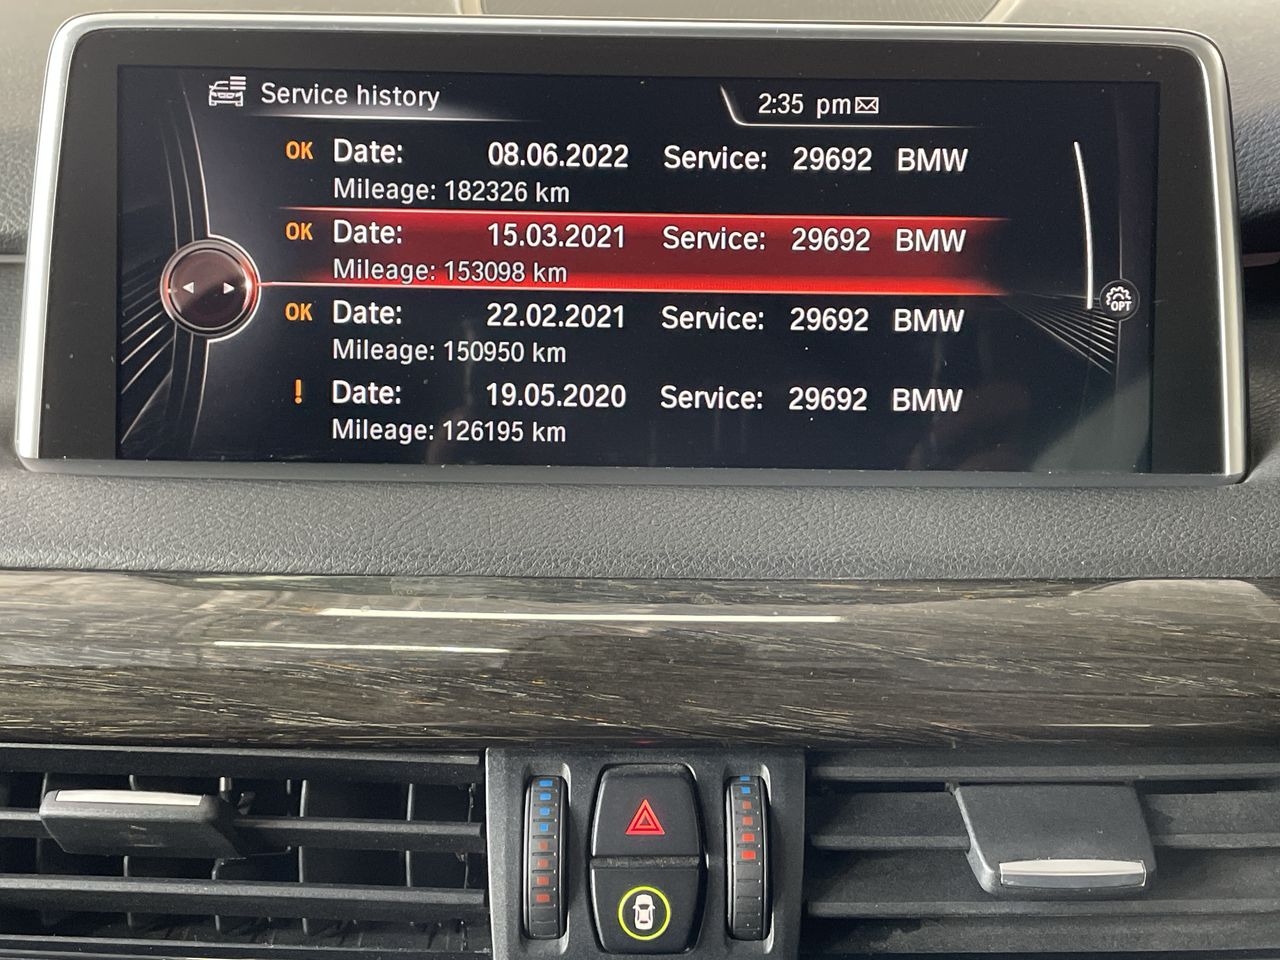 Service history
2:35 pm
OK Date: 08.06.2022 Service: 29692 BMW
Mileage: 182326 km
OK Date: 15.03.2021 Service: 29692 BMW
Mileage: 153098 km
OK Date: 22.02.2021 Service: 29692 BMW
Mileage: 150950 km
! Date: 19.05.2020 Service: 29692 BMW
Mileage: 126195 km
OPT